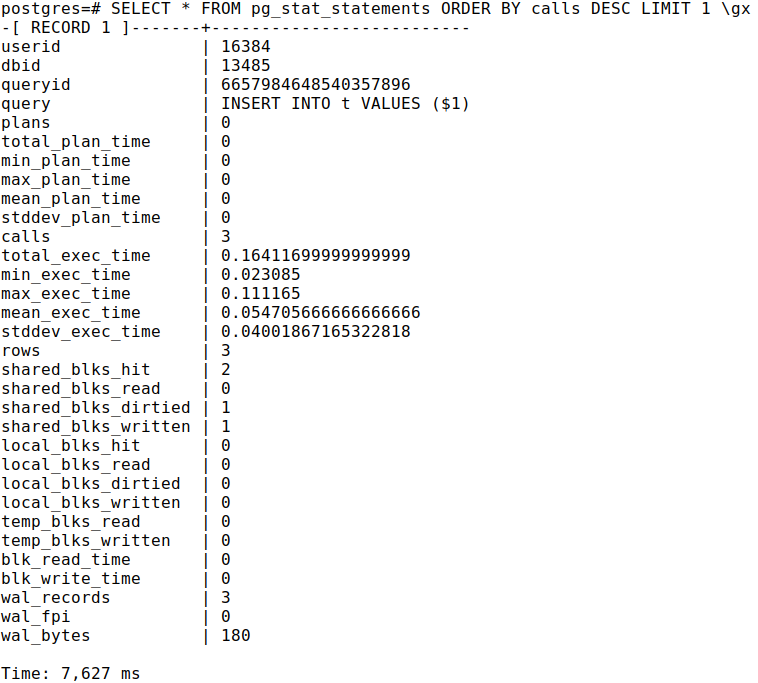 postgres=# SELECT * FROM pg_stat_statements ORDER BY calls DESC LIMIT 1 \gx
-[ RECORD 1 ]-------+--------------------------
userid              | 16384
dbid                | 13485
queryid             | 6657984648540357896
query               | INSERT INTO t VALUES ($1)
plans               | 0
total_plan_time     | 0
min_plan_time       | 0
max_plan_time       | 0
mean_plan_time      | 0
stddev_plan_time    | 0
calls               | 3
total_exec_time     | 0.16411699999999999
min_exec_time       | 0.023085
max_exec_time       | 0.111165
mean_exec_time      | 0.054705666666666666
stddev_exec_time    | 0.04001867165322818
rows                | 3
shared_blks_hit     | 2
shared_blks_read    | 0
shared_blks_dirtied | 1
shared_blks_written | 1
local_blks_hit      | 0
local_blks_read     | 0
local_blks_dirtied  | 0
local_blks_written  | 0
temp_blks_read      | 0
temp_blks_written   | 0
blk_read_time       | 0
blk_write_time      | 0
wal_records         | 3
wal_fpi             | 0
wal_bytes           | 180

Time: 7,627 ms